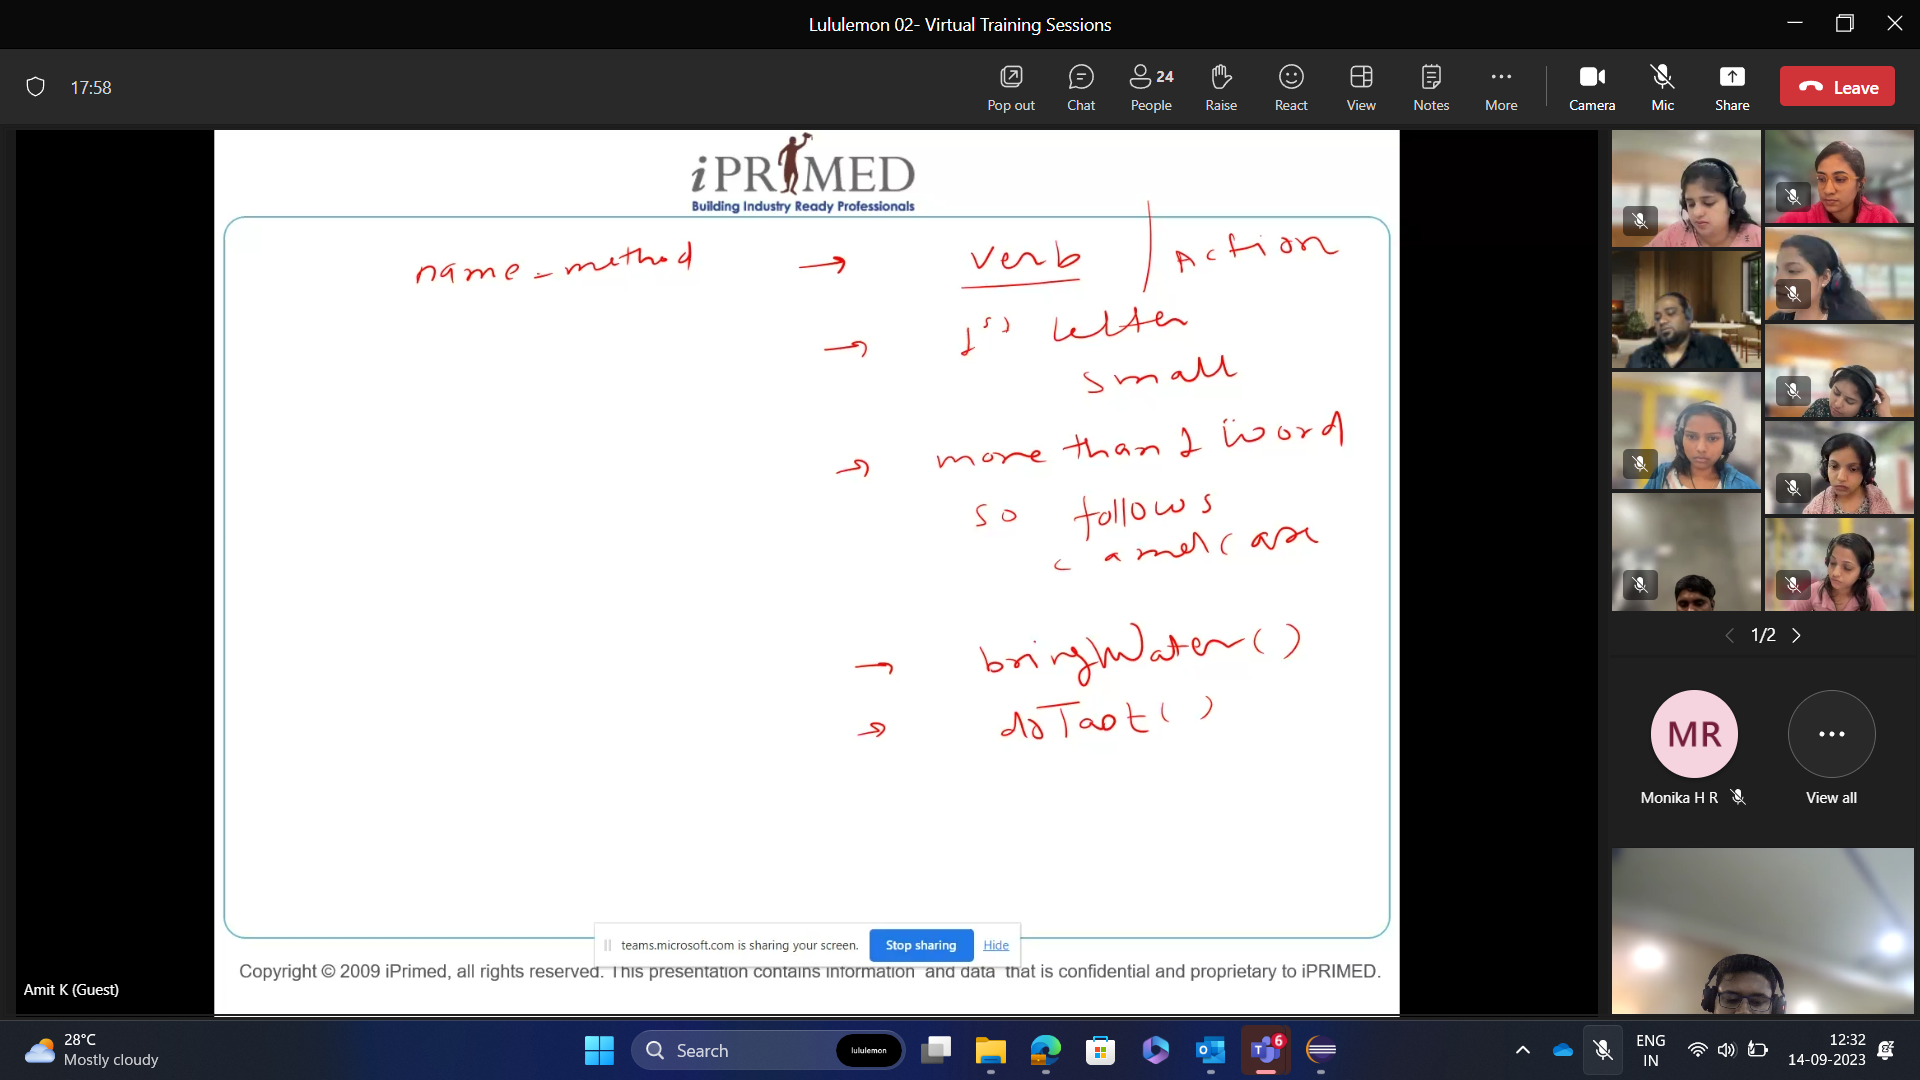 Lululemon 02- Virtual Training Sessions
17:58
Pop out
Chat
24
People
Raise
React
View
Notes
More
Camera
Mic
Share
Leave
iPRIMED
Building Industry Ready Professionals
name - method → verb | Action
→ 1st letter
small
→ more than 1 word
so follows
camelcase
→ bringWater()
→ doTast()
teams.microsoft.com is sharing your screen.
Stop sharing
Hide
Copyright © 2009 iPrimed, all rights reserved. This presentation contains information and data that is confidential and proprietary to iPRIMED.
Amit K (Guest)
1/2
MR
Monika H R
View all
28°C
Mostly cloudy
Search
lululemon
6
ENG
IN
12:32
14-09-2023